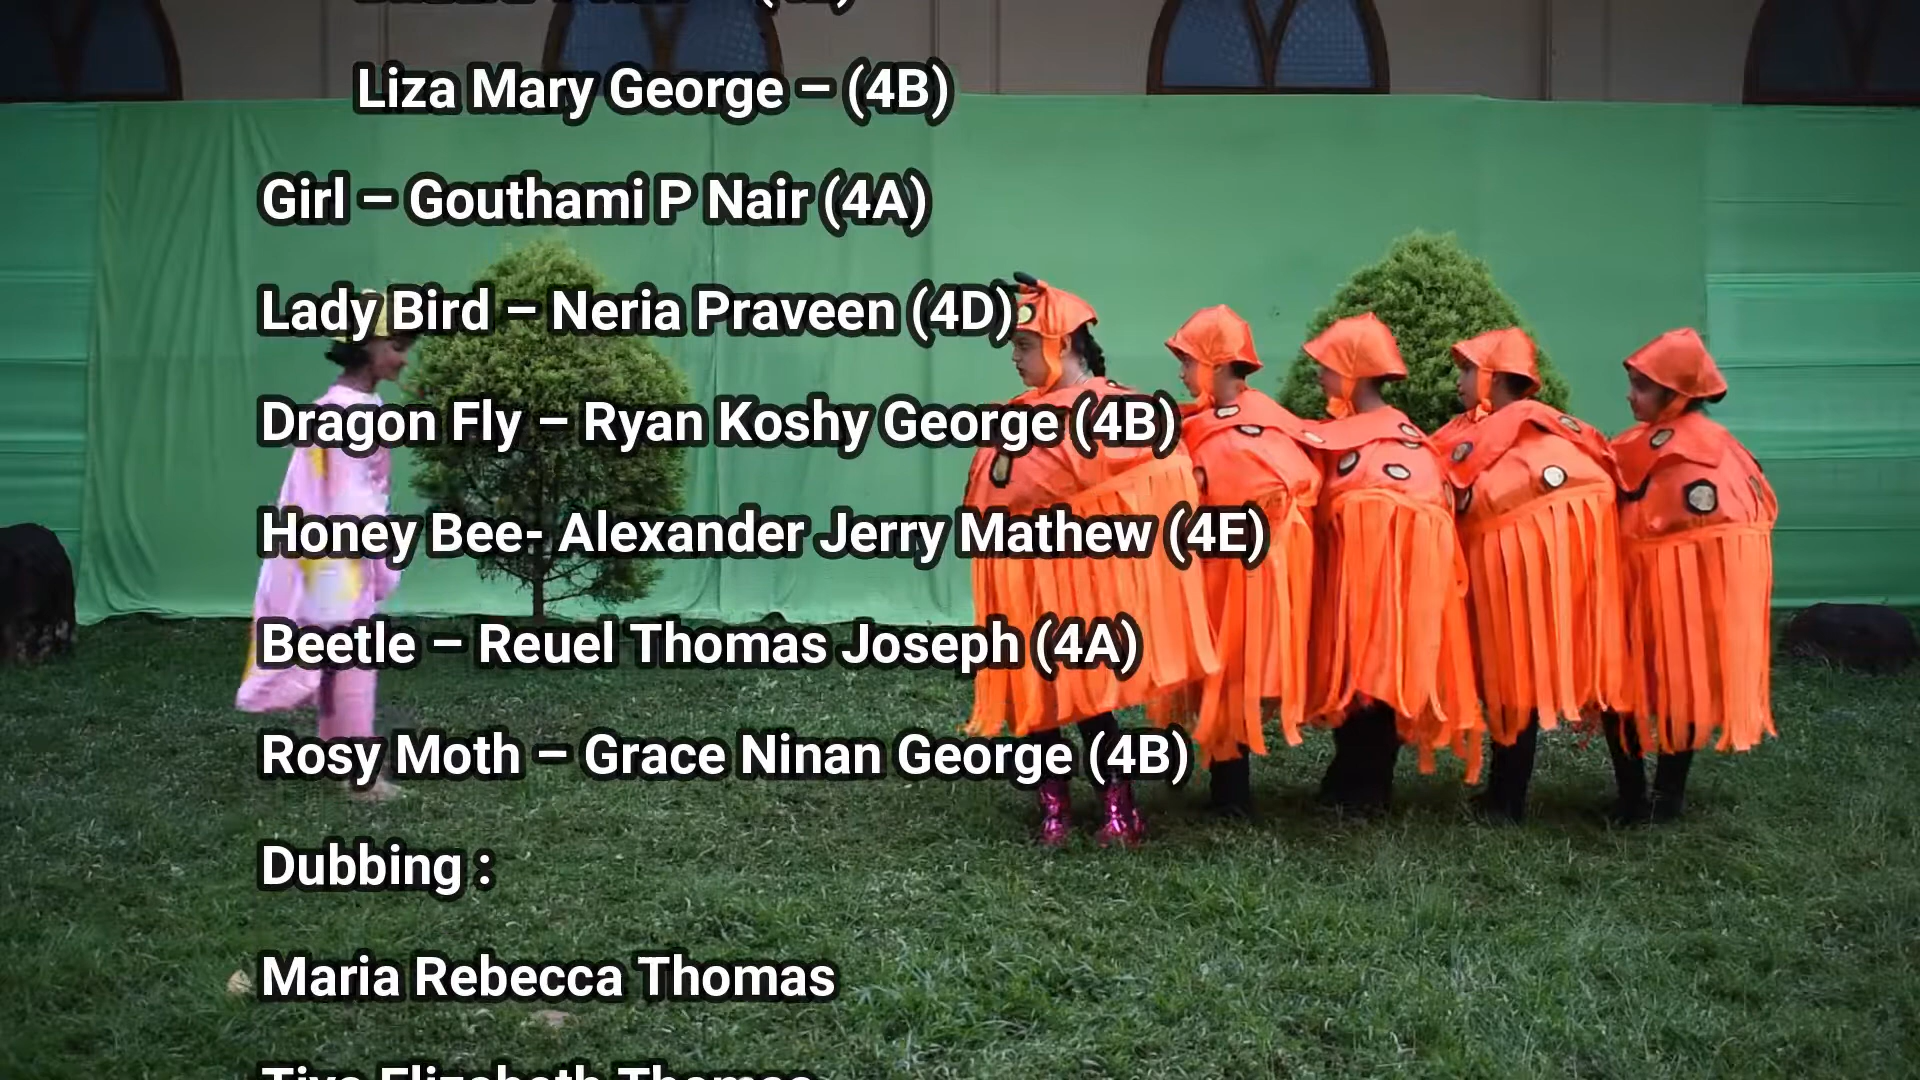 Liza Mary George – (4B)
Girl – Gouthami P Nair (4A)
Lady Bird – Neria Praveen (4D)
Dragon Fly – Ryan Koshy George (4B)
Honey Bee- Alexander Jerry Mathew (4E)
Beetle – Reuel Thomas Joseph (4A)
Rosy Moth – Grace Ninan George (4B)
Dubbing :
Maria Rebecca Thomas
Elizabeth Thomas